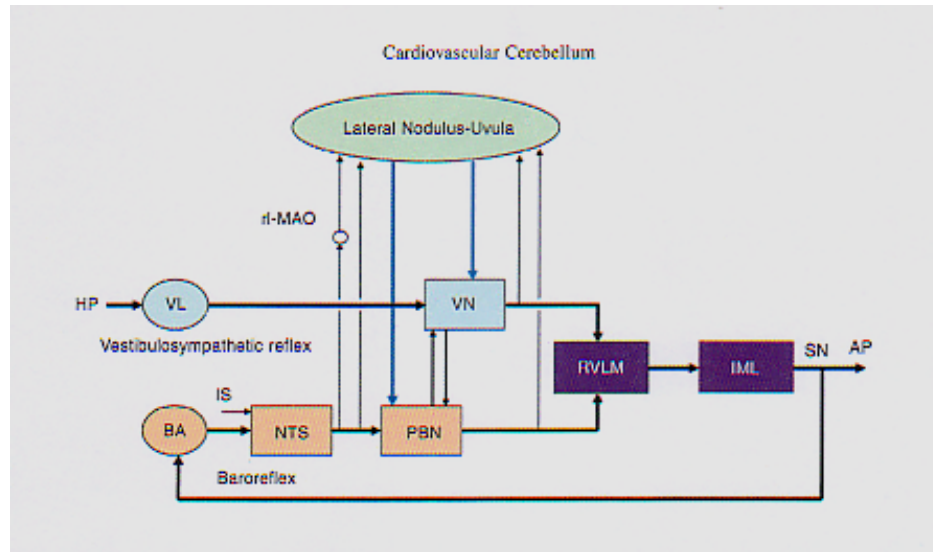 Cardiovascular Cerebellum
Lateral Nodulus-Uvula
rl-MAO
HP
VL
VN
Vestibulosympathetic reflex
SN
AP
RVLM
IML
IS
BA
NTS
PBN
Baroreflex